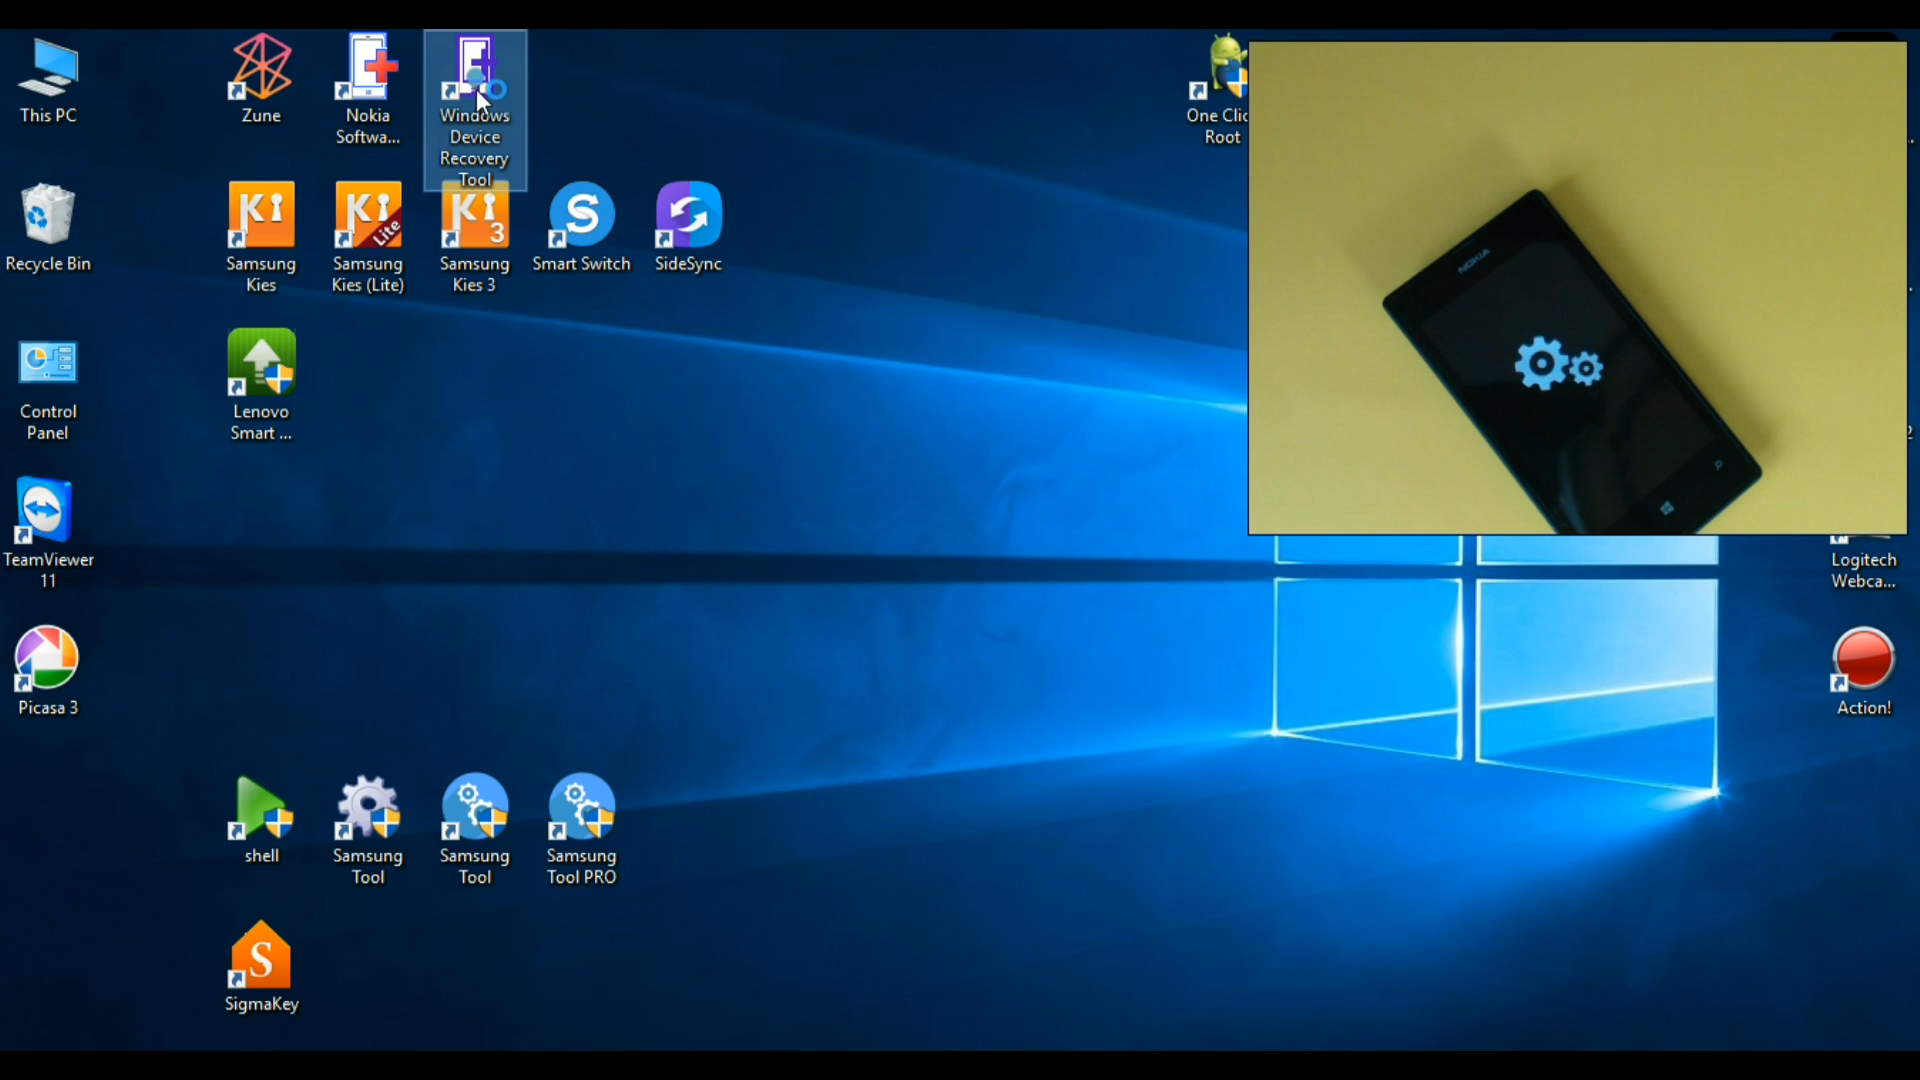 This PC
Zune
Nokia
Softwa...
Windows
Device
Recovery
Tool
One Clic
Root
NOKIA
Recycle Bin
Samsung
Kies
Samsung
Kies (Lite)
Samsung
Kies 3
Smart Switch
SideSync
Control
Panel
Lenovo
Smart ...
TeamViewer
11
Logitech
Webca...
Picasa 3
Action!
shell
Samsung
Tool
Samsung
Tool
Samsung
Tool PRO
SigmaKey